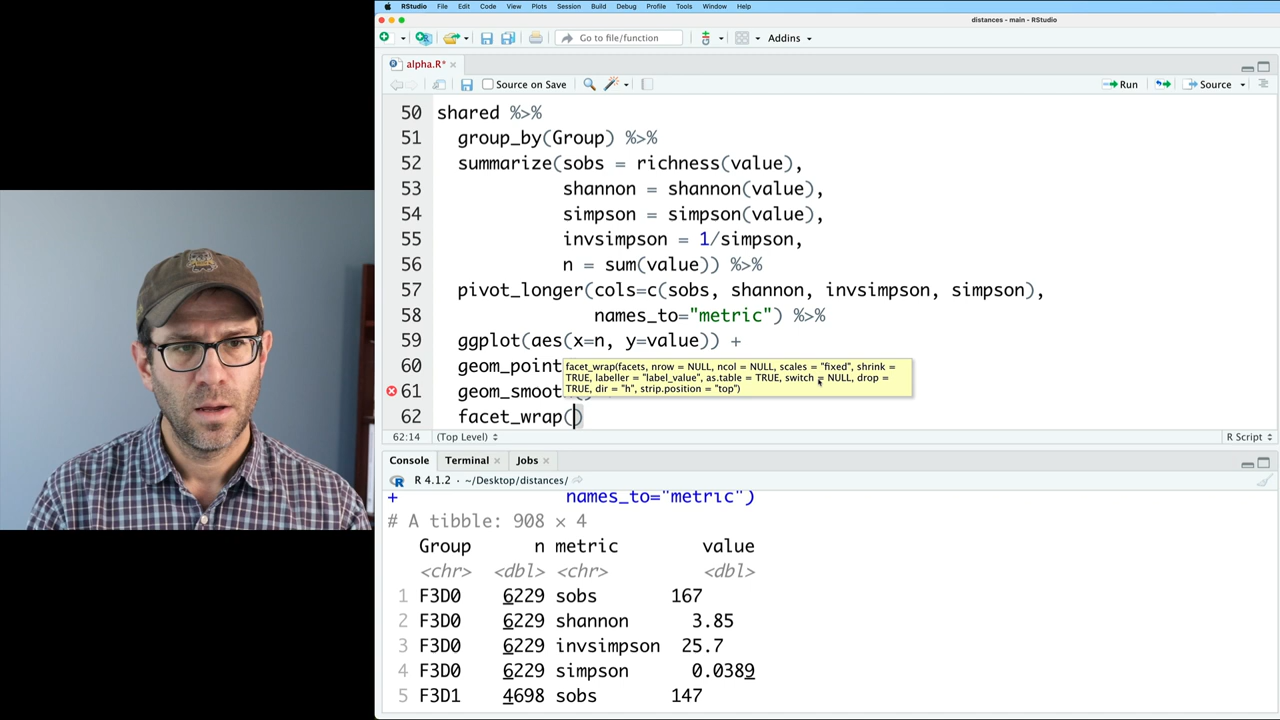 RStudio File Edit Code View Plots Session Build Debug Profile Tools Window Help
distances - main - RStudio
Go to file/function Addins
alpha.R*
Source on Save Run Source
50 shared %>%
51 group_by(Group) %>%
52 summarize(sobs = richness(value),
53 shannon = shannon(value),
54 simpson = simpson(value),
55 invsimpson = 1/simpson,
56 n = sum(value)) %>%
57 pivot_longer(cols=c(sobs, shannon, invsimpson, simpson),
58 names_to="metric") %>%
59 ggplot(aes(x=n, y=value)) +
60 geom_point
facet_wrap(facets, nrow = NULL, ncol = NULL, scales = "fixed", shrink =
TRUE, labeller = "label_value", as.table = TRUE, switch = NULL, drop =
TRUE, dir = "h", strip.position = "top")
61 geom_smoot
62 facet_wrap()
62:14 (Top Level) R Script
Console Terminal Jobs
R 4.1.2 · ~/Desktop/distances/
+ names_to="metric")
# A tibble: 908 × 4
Group n metric value
<chr> <dbl> <chr> <dbl>
1 F3D0 6229 sobs 167
2 F3D0 6229 shannon 3.85
3 F3D0 6229 invsimpson 25.7
4 F3D0 6229 simpson 0.0389
5 F3D1 4698 sobs 147